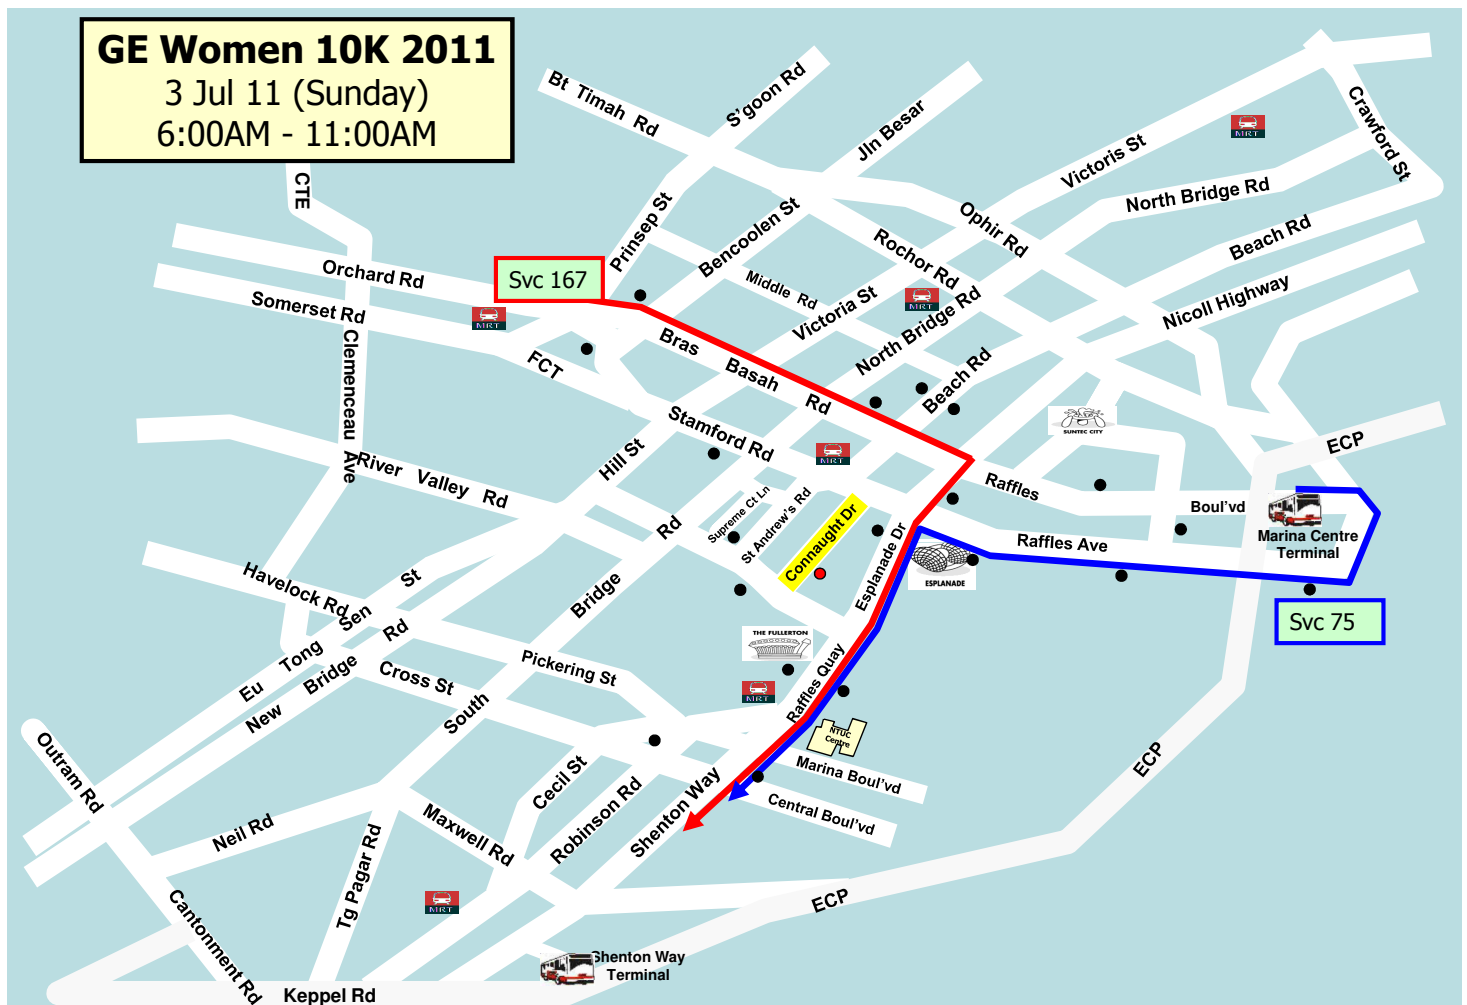 GE Women 10K 2011
3 Jul 11 (Sunday)
6:00AM - 11:00AM
CTE
Bt Timah Rd
S'goon Rd
Jln Besar
Victoris St
MRT
Crawford St
North Bridge Rd
Beach Rd
Nicoll Highway
Prinsep St
Bencoolen St
Ophir Rd
Rochor Rd
Middle Rd
Orchard Rd
Svc 167
Somerset Rd
MRT
Victoria St
MRT
North Bridge Rd
Clemenceau Ave
FCT
Bras Basah Rd
Beach Rd
SUNTEC CITY
ECP
Stamford Rd
Hill St
MRT
River Valley Rd
Raffles Boul'vd
Supreme Ct Ln
St Andrew's Rd
Connaught Dr
Esplanade Dr
Raffles Ave
Marina Centre
Terminal
ESPLANADE
Svc 75
Havelock Rd
Eu Tong Sen St
New Bridge Rd
South Bridge Rd
THE FULLERTON
Cross St
Pickering St
MRT
Raffles Quay
NTUC
Centre
Marina Boul'vd
Central Boul'vd
ECP
Outram Rd
Neil Rd
Cecil St
Robinson Rd
Shenton Way
Maxwell Rd
Tg Pagar Rd
MRT
Cantonment Rd
ECP
Shenton Way
Terminal
Keppel Rd